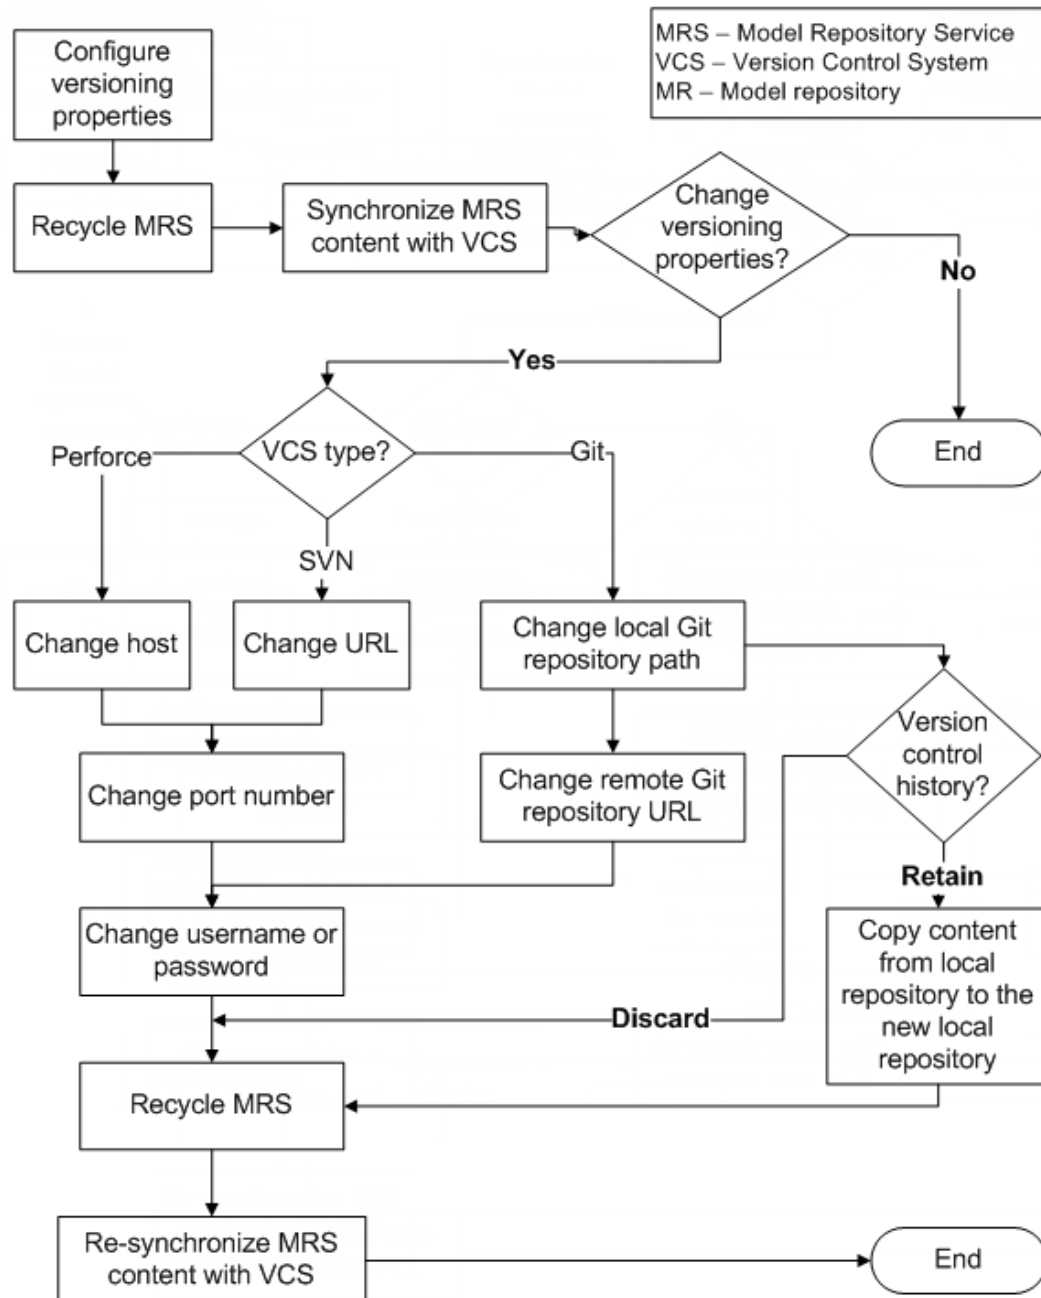 Configure
versioning
properties
MRS – Model Repository Service
VCS – Version Control System
MR – Model repository
Recycle MRS
Synchronize MRS
content with VCS
Change
versioning
properties?
No
Yes
End
VCS type?
Perforce
Git
SVN
Change host
Change URL
Change local Git
repository path
Version
control
history?
Change port number
Change remote Git
repository URL
Retain
Change username or
password
Copy content
from local
repository to the
new local
repository
Discard
Recycle MRS
Re-synchronize MRS
content with VCS
End